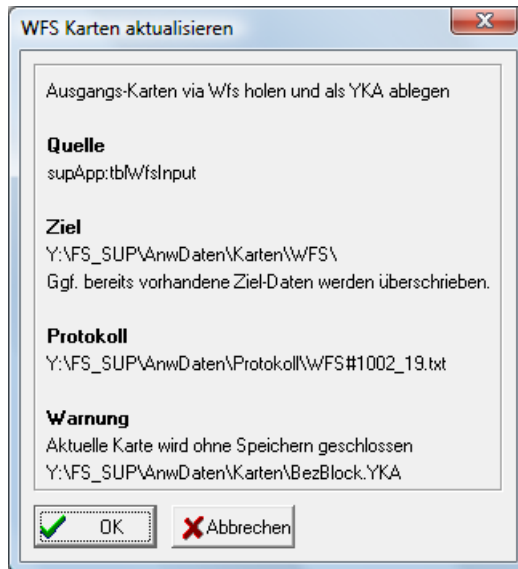 WFS Karten aktualisieren
Ausgangs-Karten via Wfs holen und als YKA ablegen
Quelle
supApp:tblWfsInput
Ziel
Y:\FS_SUP\AnwDaten\Karten\WFS\
Ggf. bereits vorhandene Ziel-Daten werden überschrieben.
Protokoll
Y:\FS_SUP\AnwDaten\Protokoll\WFS#1002_19.txt
Warnung
Aktuelle Karte wird ohne Speichern geschlossen
Y:\FS_SUP\AnwDaten\Karten\BezBlock.YKA
OK Abbrechen